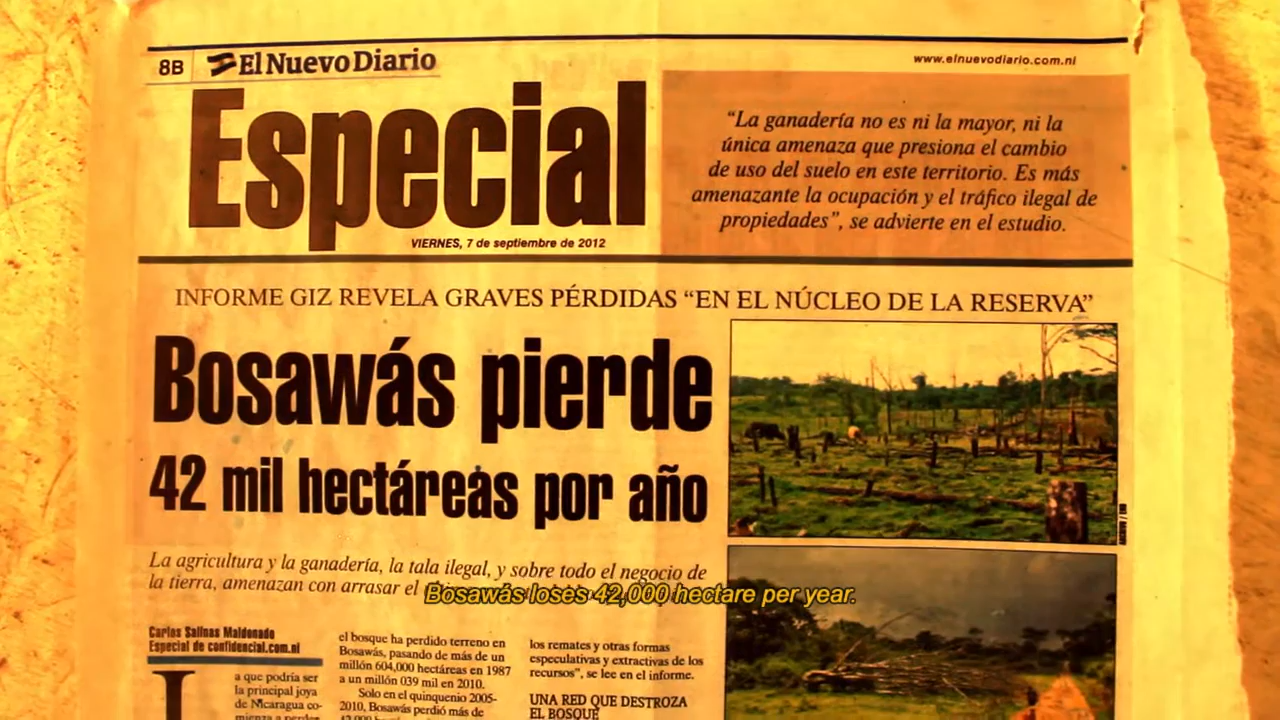 8B
El Nuevo Diario
www.elnuevodiario.com.ni
Especial
VIERNES, 7 de septiembre de 2012
“La ganadería no es ni la mayor, ni la
única amenaza que presiona el cambio
de uso del suelo en este territorio. Es más
amenazante la ocupación y el tráfico ilegal de
propiedades”, se advierte en el estudio.
INFORME GIZ REVELA GRAVES PÉRDIDAS “EN EL NÚCLEO DE LA RESERVA”
Bosawás pierde
42 mil hectáreas por año
La agricultura y la ganadería, la tala ilegal, y sobre todo el negocio de
la tierra, amenazan con arrasar el
Bosawás loses 42,000 hectare per year.
Carlos Salinas Maldonado
Especial de confidencial.com.ni
L
a que podría ser
la principal joya
de Nicaragua co-
mienza a perder
el bosque ha perdido terreno en
Bosawás, pasando de más de un
millón 604,000 hectáreas en 1987
a un millón 039 mil en 2010.
Solo en el quinquenio 2005-
2010, Bosawás perdió más de
los remates y otras formas
especulativas y extractivas de los
recursos”, se lee en el informe.
UNA RED QUE DESTROZA
EL BOSQUE